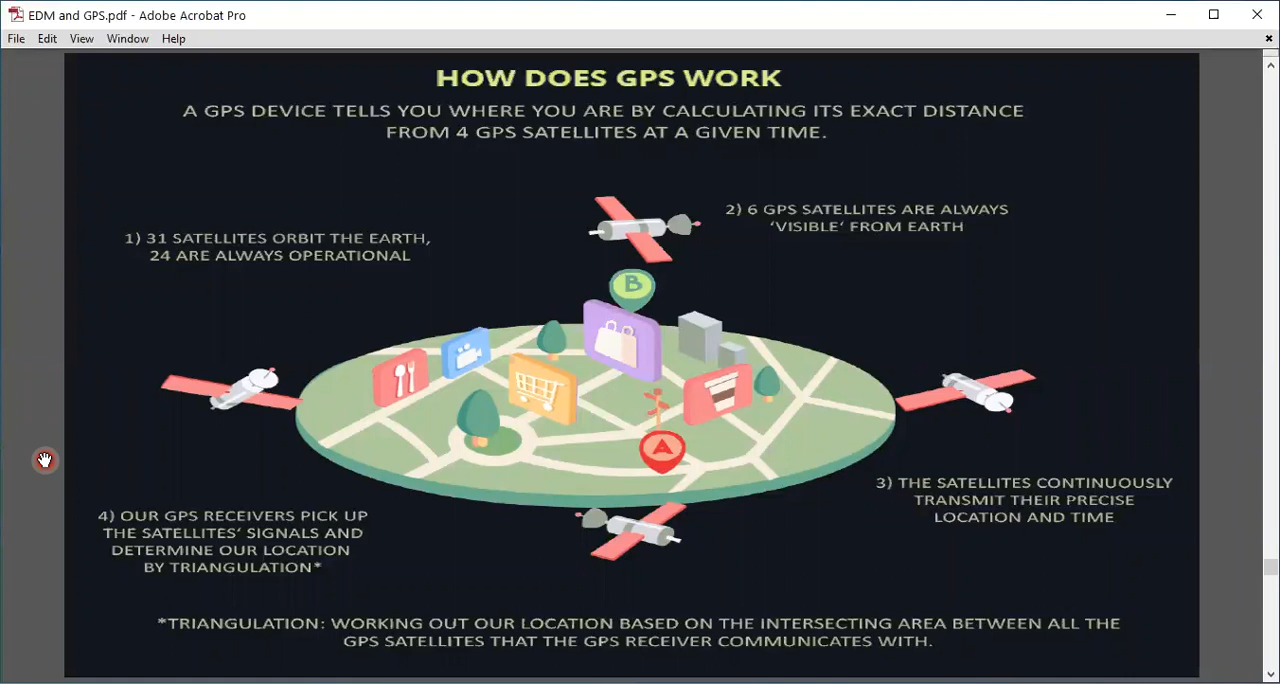 EDM and GPS.pdf - Adobe Acrobat Pro
File Edit View Window Help
HOW DOES GPS WORK
A GPS DEVICE TELLS YOU WHERE YOU ARE BY CALCULATING ITS EXACT DISTANCE
FROM 4 GPS SATELLITES AT A GIVEN TIME.
2) 6 GPS SATELLITES ARE ALWAYS
‘VISIBLE‘ FROM EARTH
1) 31 SATELLITES ORBIT THE EARTH,
24 ARE ALWAYS OPERATIONAL
B
A
3) THE SATELLITES CONTINUOUSLY
TRANSMIT THEIR PRECISE
LOCATION AND TIME
4) OUR GPS RECEIVERS PICK UP
THE SATELLITES‘ SIGNALS AND
DETERMINE OUR LOCATION
BY TRIANGULATION*
*TRIANGULATION: WORKING OUT OUR LOCATION BASED ON THE INTERSECTING AREA BETWEEN ALL THE
GPS SATELLITES THAT THE GPS RECEIVER COMMUNICATES WITH.